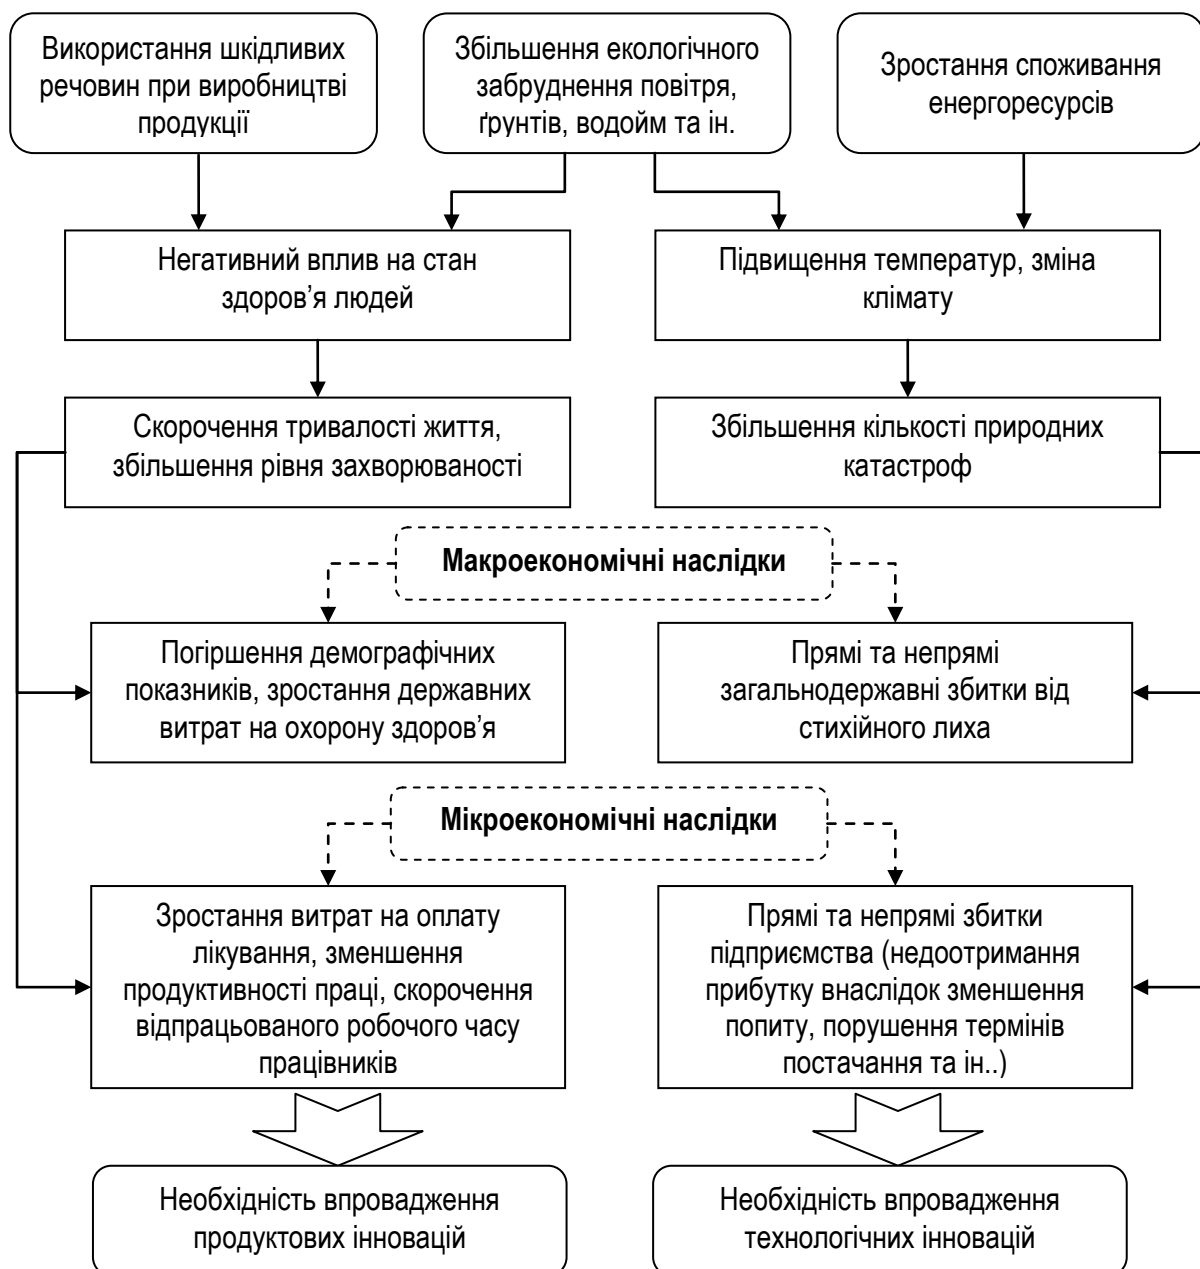 Використання шкідливих
речовин при виробництві
продукції
Збільшення екологічного
забруднення повітря,
ґрунтів, водойм та ін.
Зростання споживання
енергоресурсів
Негативний вплив на стан
здоров’я людей
Підвищення температур, зміна
клімату
Скорочення тривалості життя,
збільшення рівня захворюваності
Збільшення кількості природних
катастроф
Макроекономічні наслідки
Погіршення демографічних
показників, зростання державних
витрат на охорону здоров’я
Прямі та непрямі
загальнодержавні збитки від
стихійного лиха
Мікроекономічні наслідки
Зростання витрат на оплату
лікування, зменшення
продуктивності праці, скорочення
відпрацьованого робочого часу
працівників
Прямі та непрямі збитки
підприємства (недоотримання
прибутку внаслідок зменшення
попиту, порушення термінів
постачання та ін..)
Необхідність впровадження
продуктових інновацій
Необхідність впровадження
технологічних інновацій